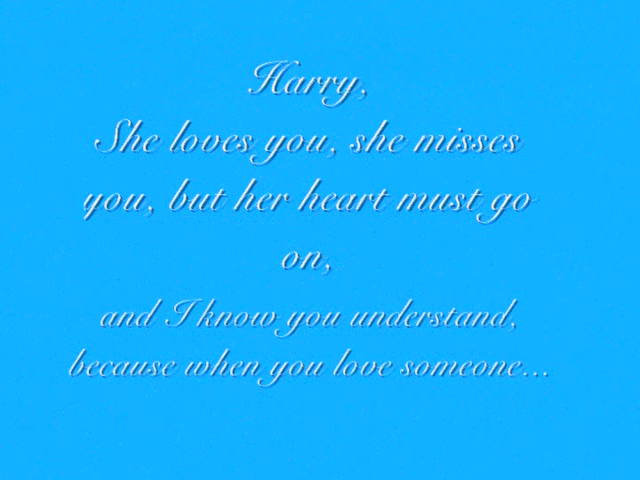 Harry,
She loves you, she misses
you, but her heart must go
on,
and I know you understand,
because when you love someone...